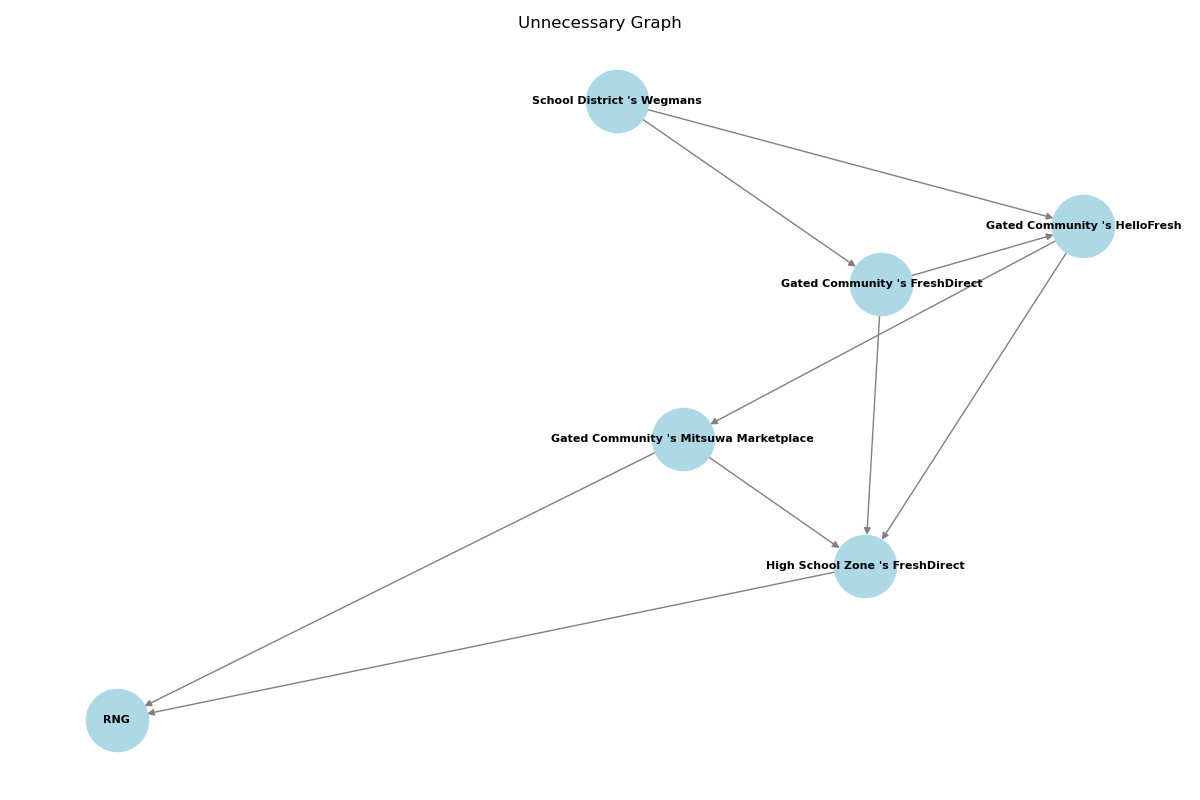 Unnecessary Graph
School District 's Wegmans
Gated Community 's HelloFresh
Gated Community 's FreshDirect
Gated Community 's Mitsuwa Marketplace
High School Zone 's FreshDirect
RNG